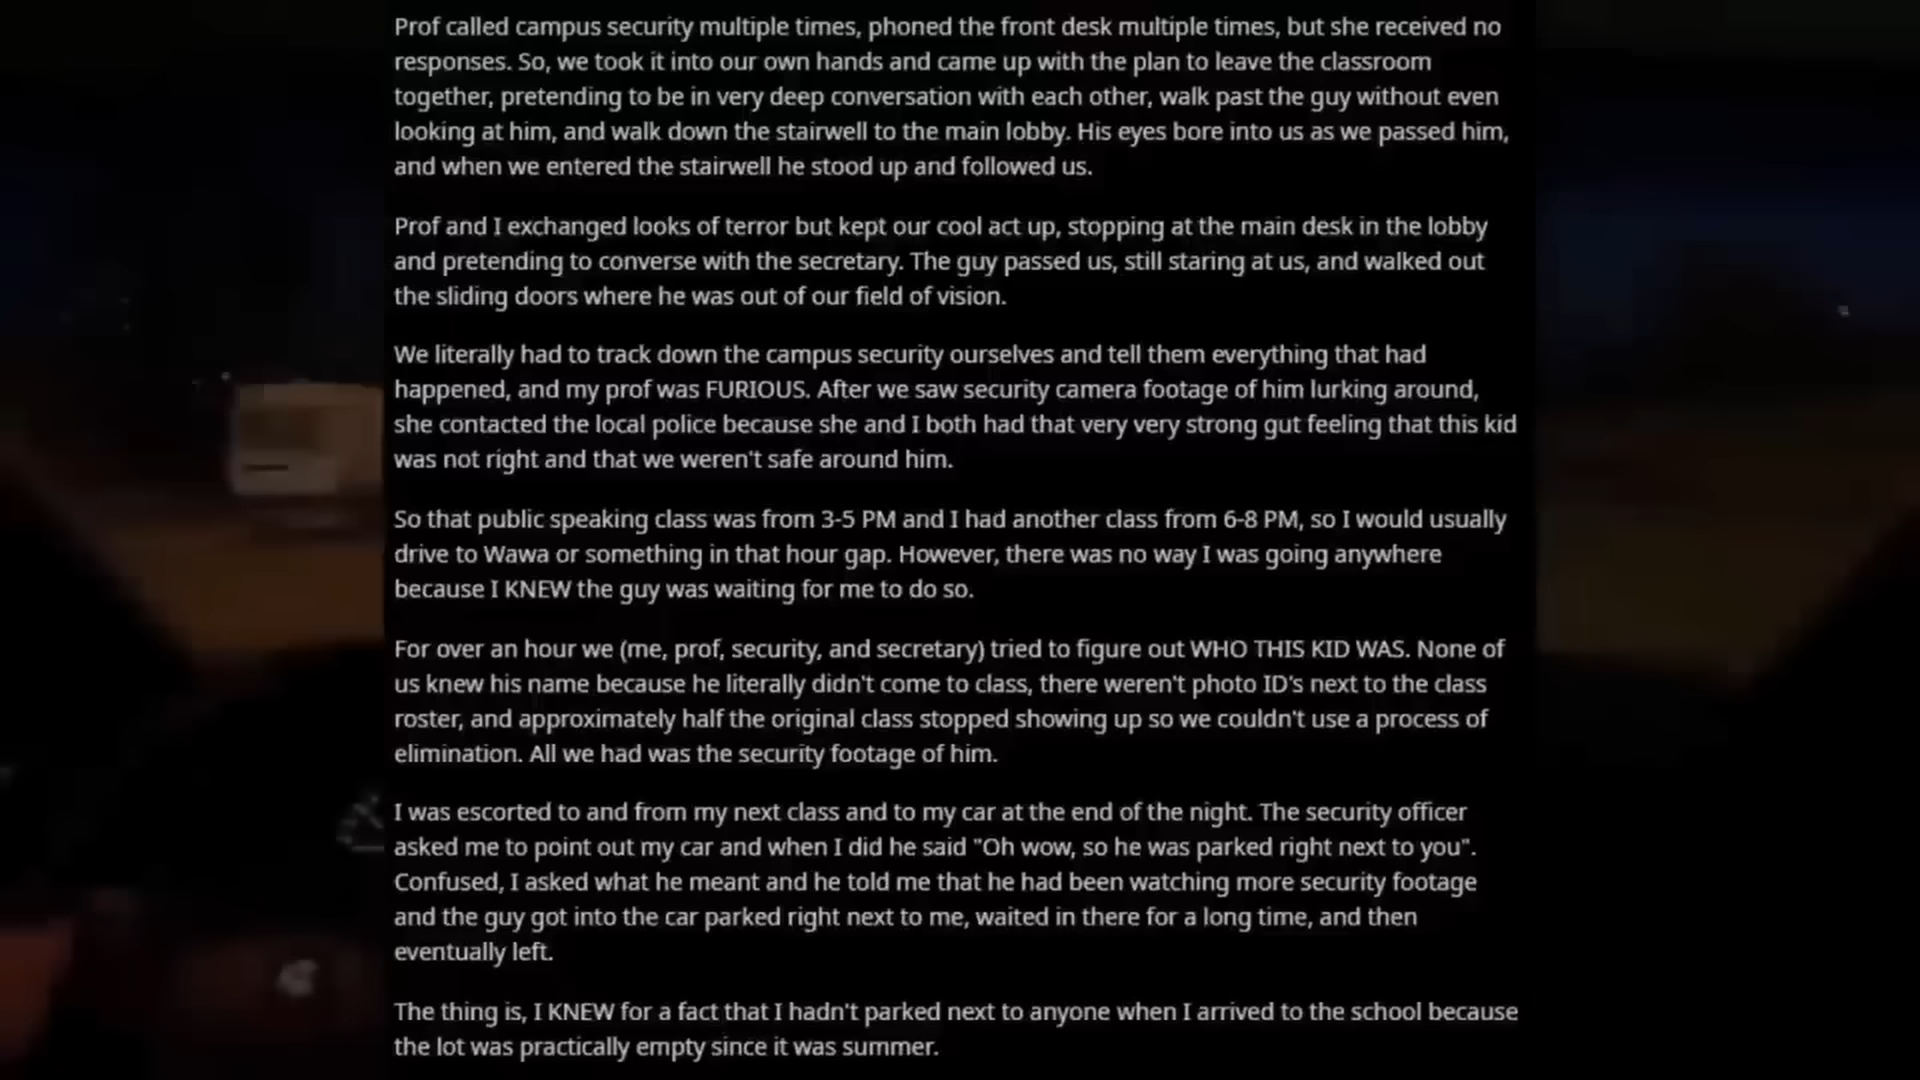 Prof called campus security multiple times, phoned the front desk multiple times, but she received no
responses. So, we took it into our own hands and came up with the plan to leave the classroom
together, pretending to be in very deep conversation with each other, walk past the guy without even
looking at him, and walk down the stairwell to the main lobby. His eyes bore into us as we passed him,
and when we entered the stairwell he stood up and followed us.
Prof and I exchanged looks of terror but kept our cool act up, stopping at the main desk in the lobby
and pretending to converse with the secretary. The guy passed us, still staring at us, and walked out
the sliding doors where he was out of our field of vision.
We literally had to track down the campus security ourselves and tell them everything that had
happened, and my prof was FURIOUS. After we saw security camera footage of him lurking around,
she contacted the local police because she and I both had that very very strong gut feeling that this kid
was not right and that we weren't safe around him.
So that public speaking class was from 3-5 PM and I had another class from 6-8 PM, so I would usually
drive to Wawa or something in that hour gap. However, there was no way I was going anywhere
because I KNEW the guy was waiting for me to do so.
For over an hour we (me, prof, security, and secretary) tried to figure out WHO THIS KID WAS. None of
us knew his name because he literally didn't come to class, there weren't photo ID's next to the class
roster, and approximately half the original class stopped showing up so we couldn't use a process of
elimination. All we had was the security footage of him.
I was escorted to and from my next class and to my car at the end of the night. The security officer
asked me to point out my car and when I did he said "Oh wow, so he was parked right next to you".
Confused, I asked what he meant and he told me that he had been watching more security footage
and the guy got into the car parked right next to me, waited in there for a long time, and then
eventually left.
The thing is, I KNEW for a fact that I hadn't parked next to anyone when I arrived to the school because
the lot was practically empty since it was summer.